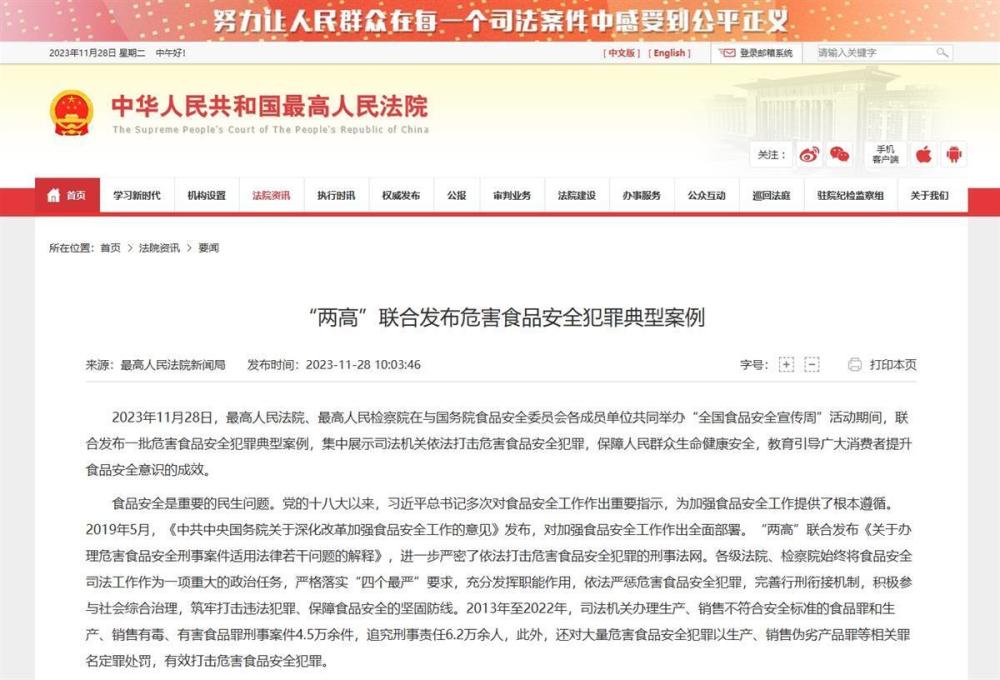 努力让人民群众在每一个司法案件中感受到公平正义
2023年11月28日 星期二 中午好!
[ 中文版 ] [ English ]
登录邮箱系统
请输入关键字
中华人民共和国最高人民法院
The Supreme People's Court of The People's Republic of China
关注：
手机
客户端
首页 学习新时代 机构设置 法院资讯 执行时讯 权威发布 公报 审判业务 法院建设 办事服务 公众互动 巡回法庭 驻院纪检监察组 关于我们
所在位置：首页 > 法院资讯 > 要闻
“两高”联合发布危害食品安全犯罪典型案例
来源：最高人民法院新闻局 发布时间：2023-11-28 10:03:46
字号： + - 打印本页
2023年11月28日，最高人民法院、最高人民检察院在与国务院食品安全委员会各成员单位共同举办“全国食品安全宣传周”活动期间，联
合发布一批危害食品安全犯罪典型案例，集中展示司法机关依法打击危害食品安全犯罪，保障人民群众生命健康安全，教育引导广大消费者提升
食品安全意识的成效。
食品安全是重要的民生问题。党的十八大以来，习近平总书记多次对食品安全工作作出重要指示，为加强食品安全工作提供了根本遵循。
2019年5月，《中共中央国务院关于深化改革加强食品安全工作的意见》发布，对加强食品安全工作作出全面部署。“两高”联合发布《关于办
理危害食品安全刑事案件适用法律若干问题的解释》，进一步严密了依法打击危害食品安全犯罪的刑事法网。各级法院、检察院始终将食品安全
司法工作作为一项重大的政治任务，严格落实“四个最严”要求，充分发挥职能作用，依法严惩危害食品安全犯罪，完善行刑衔接机制，积极参
与社会综合治理，筑牢打击违法犯罪、保障食品安全的坚固防线。2013年至2022年，司法机关办理生产、销售不符合安全标准的食品罪和生
产、销售有毒、有害食品罪刑事案件4.5万余件，追究刑事责任6.2万余人，此外，还对大量危害食品安全犯罪以生产、销售伪劣产品罪等相关罪
名定罪处罚，有效打击危害食品安全犯罪。